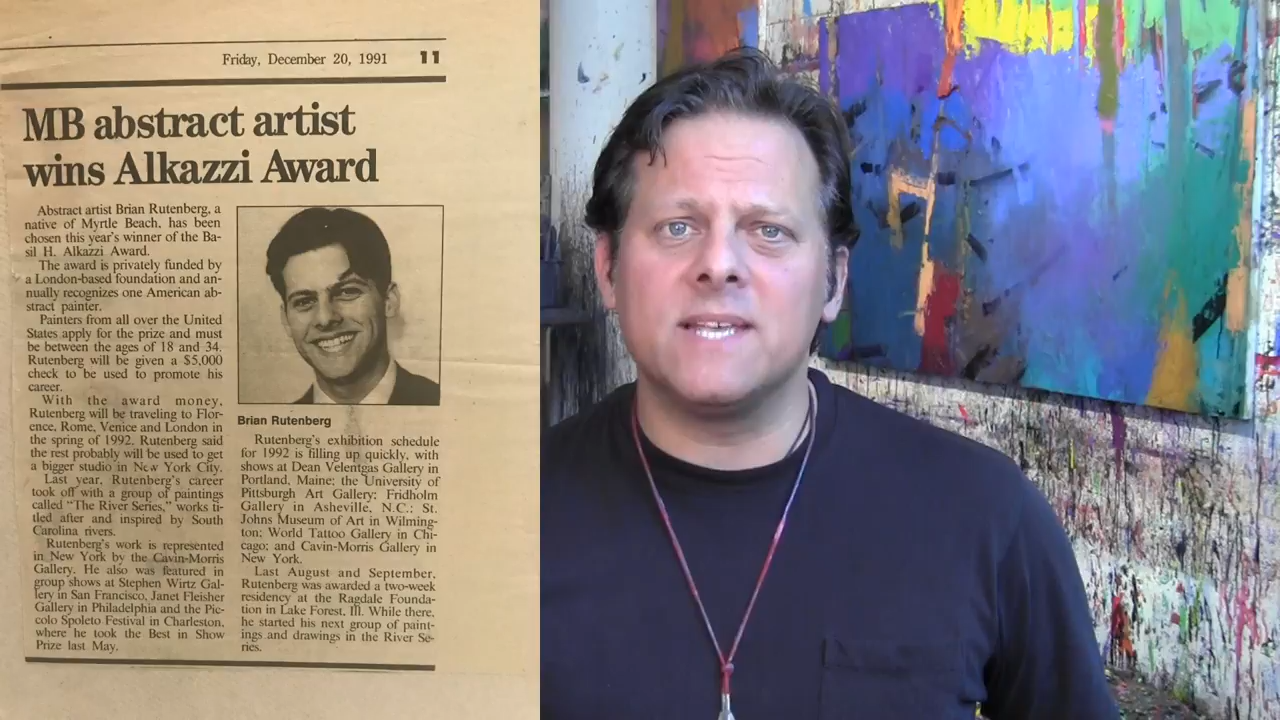 Friday, December 20, 1991 11
MB abstract artist
wins Alkazzi Award
Abstract artist Brian Rutenberg, a
native of Myrtle Beach, has been
chosen this year's winner of the Ba-
sil H. Alkazzi Award.
The award is privately funded by
a London-based foundation and an-
nually recognizes one American ab-
stract painter.
Painters from all over the United
States apply for the prize and must
be between the ages of 18 and 34.
Rutenberg will be given a $5,000
check to be used to promote his
career.
With the award money,
Rutenberg will be traveling to Flor-
ence, Rome, Venice and London in
the spring of 1992. Rutenberg said
the rest probably will be used to get
a bigger studio in New York City.
Last year, Rutenberg's career
took off with a group of paintings
called "The River Series," works ti-
tled after and inspired by South
Carolina rivers.
Rutenberg's work is represented
in New York by the Cavin-Morris
Gallery. He also was featured in
group shows at Stephen Wirtz Gal-
lery in San Francisco, Janet Fleisher
Gallery in Philadelphia and the Pic-
colo Spoleto Festival in Charleston,
where he took the Best in Show
Prize last May.
Brian Rutenberg
Rutenberg's exhibition schedule
for 1992 is filling up quickly, with
shows at Dean Velentgas Gallery in
Portland, Maine; the University of
Pittsburgh Art Gallery; Fridholm
Gallery in Asheville, N.C.; St.
Johns Museum of Art in Wilming-
ton; World Tattoo Gallery in Chi-
cago; and Cavin-Morris Gallery in
New York.
Last August and September,
Rutenberg was awarded a two-week
residency at the Ragdale Founda-
tion in Lake Forest, Ill. While there,
he started his next group of paint-
ings and drawings in the River Se-
ries.